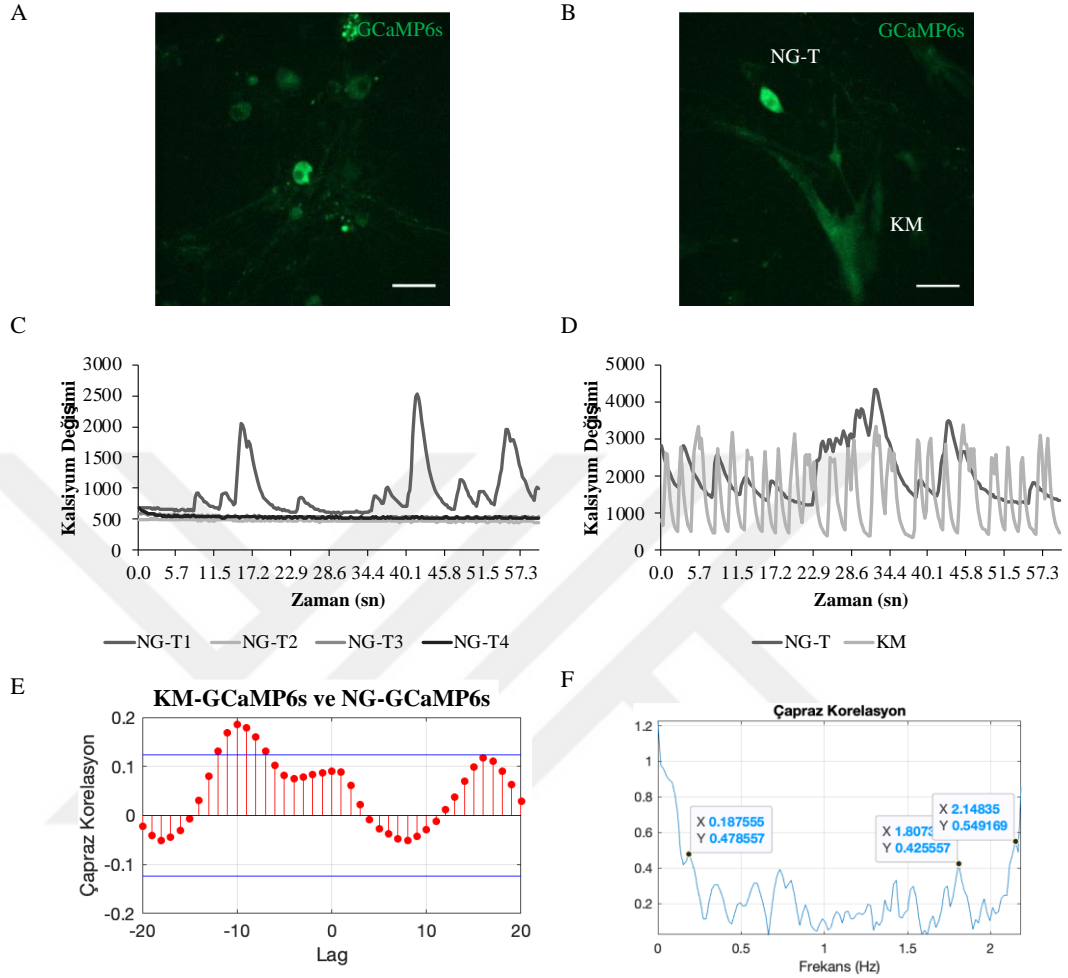 A
GCaMP6s
B
GCaMP6s
NG-T
KM
C
Kalsiyum Değişimi
3000
2500
2000
1500
1000
500
0
0.0 5.7 11.5 17.2 22.9 28.6 34.4 40.1 45.8 51.5 57.3
Zaman (sn)
NG-T1 NG-T2 NG-T3 NG-T4
D
Kalsiyum Değişimi
5000
4000
3000
2000
1000
0
0.0 5.7 11.5 17.2 22.9 28.6 34.4 40.1 45.8 51.5 57.3
Zaman (sn)
NG-T KM
E
KM-GCaMP6s ve NG-GCaMP6s
Çapraz Korelasyon
0.2
0.1
0
-0.1
-0.2
-20 -10 0 10 20
Lag
F
Çapraz Korelasyon
1.2
1
0.8
0.6
0.4
0.2
X 0.187555
Y 0.478557
X 1.8073
Y 0.425557
X 2.14835
Y 0.549169
0 0.5 1 1.5 2
Frekans (Hz)